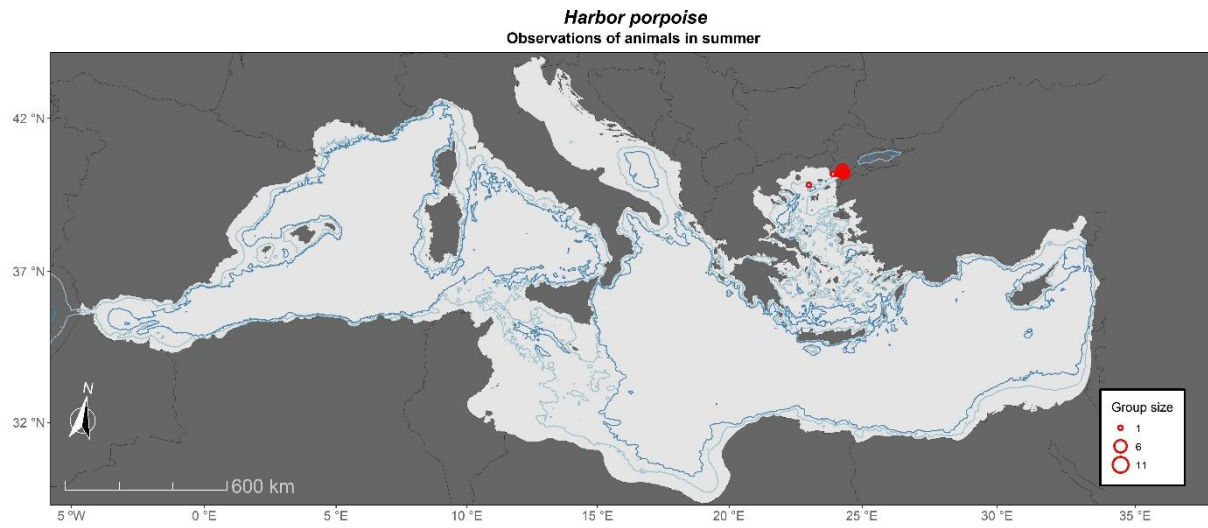 Harbor porpoise
Observations of animals in summer
42 °N
37 °N
32 °N
N
600 km
Group size
1
6
11
5 °W
0 °E
5 °E
10 °E
15 °E
20 °E
25 °E
30 °E
35 °E